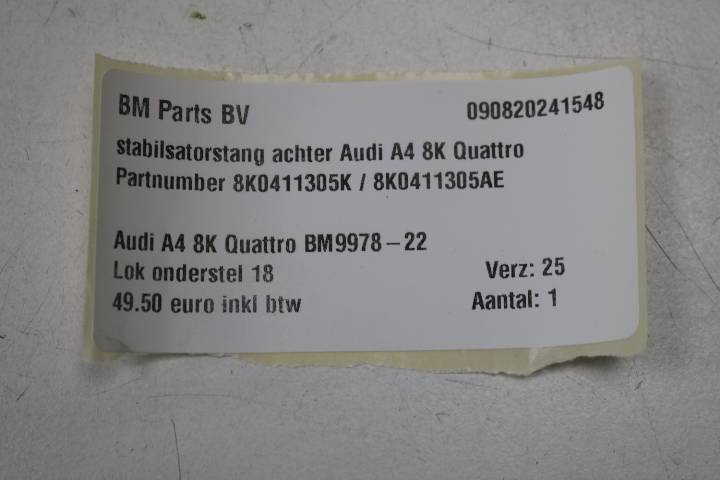 BM Parts BV 090820241548
stabilsatorstang achter Audi A4 8K Quattro
Partnumber 8K0411305K / 8K0411305AE
Audi A4 8K Quattro BM9978-22
Lok onderstel 18 Verz: 25
49.50 euro inkl btw Aantal: 1